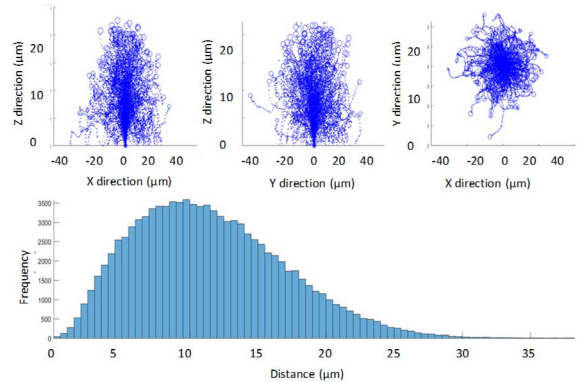 Z direction (µm)
20
10
0
-40 -20 0 20 40
X direction (µm)
Z direction (µm)
20
10
0
-40 -20 0 20 40
Y direction (µm)
Y direction (µm)
20
10
0
-40 -20 0 20 40
X direction (µm)
Frequency
3500
3000
2500
2000
1500
1000
500
0
0 5 10 15 20 25 30 35
Distance (µm)